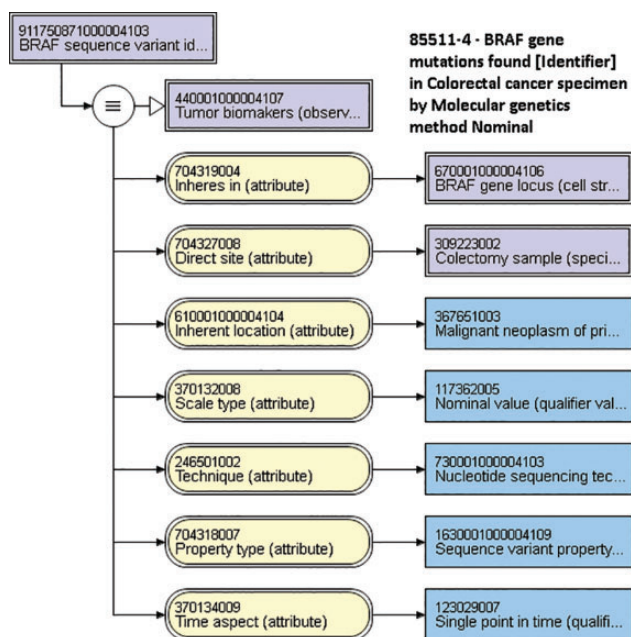 911750871000004103
BRAF sequence variant id...
85511-4 - BRAF gene
mutations found [Identifier]
in Colorectal cancer specimen
by Molecular genetics
method Nominal
≡
440001000004107
Tumor biomakers (observ...
704319004
Inheres in (attribute)
670001000004106
BRAF gene locus (cell str...
704327008
Direct site (attribute)
309223002
Colectomy sample (speci...
610001000004104
Inherent location (attribute)
367651003
Malignant neoplasm of pri...
370132008
Scale type (attribute)
117362005
Nominal value (qualifier val...
246501002
Technique (attribute)
730001000004103
Nucleotide sequencing tec...
704318007
Property type (attribute)
1630001000004109
Sequence variant property...
370134009
Time aspect (attribute)
123029007
Single point in time (qualifi...